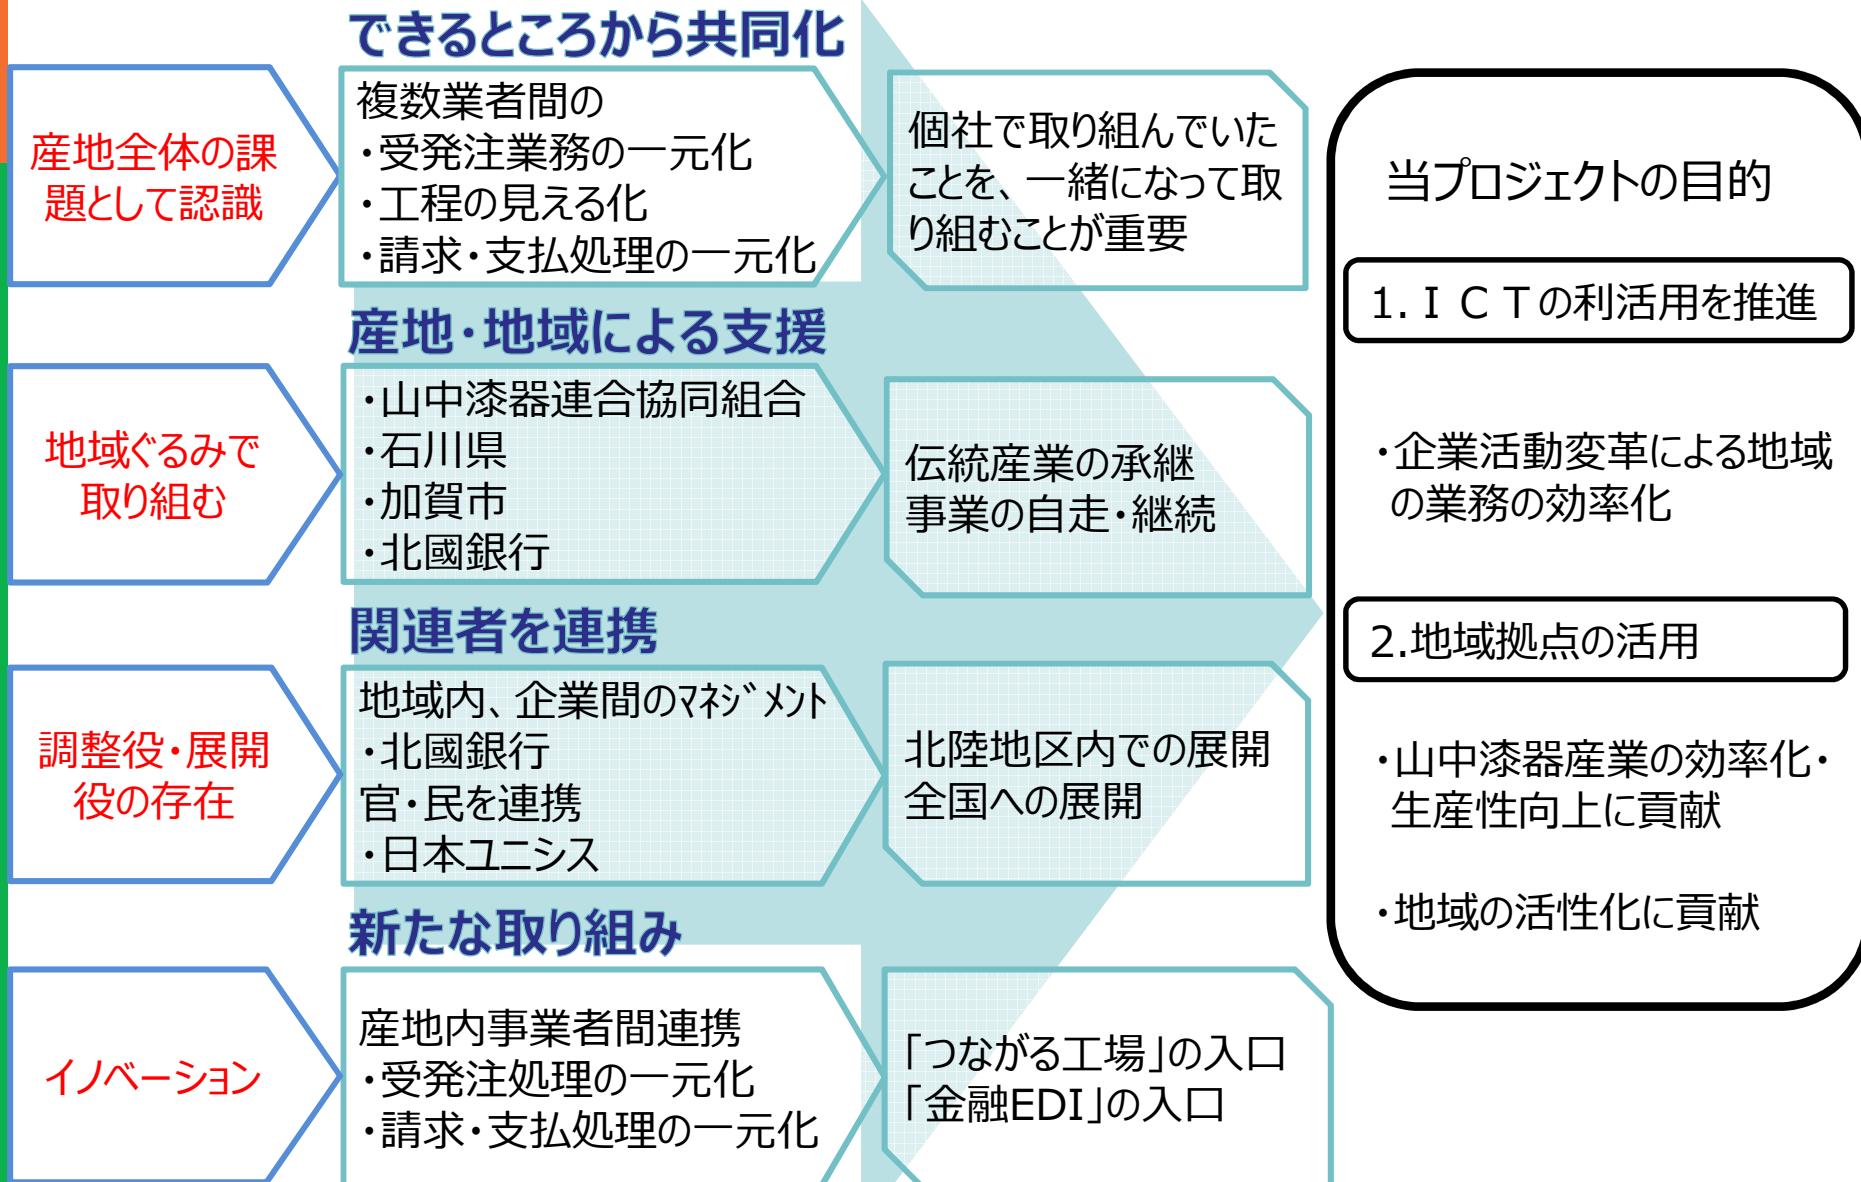 できるところから共同化
産地全体の課
題として認識
複数業者間の
・受発注業務の一元化
・工程の見える化
・請求・支払処理の一元化
個社で取り組んでいた
ことを、一緒になって取
り組むことが重要
産地・地域による支援
地域ぐるみで
取り組む
・山中漆器連合協同組合
・石川県
・加賀市
・北國銀行
伝統産業の承継
事業の自走・継続
関連者を連携
調整役・展開
役の存在
地域内、企業間のﾏﾈｼﾞﾒﾝﾄ
・北國銀行
官・民を連携
・日本ユニシス
北陸地区内での展開
全国への展開
新たな取り組み
イノベーション
産地内事業者間連携
・受発注処理の一元化
・請求・支払処理の一元化
「つながる工場」の入口
「金融EDI」の入口
当プロジェクトの目的
1.ＩＣＴの利活用を推進
・企業活動変革による地域
の業務の効率化
2.地域拠点の活用
・山中漆器産業の効率化・
生産性向上に貢献
・地域の活性化に貢献